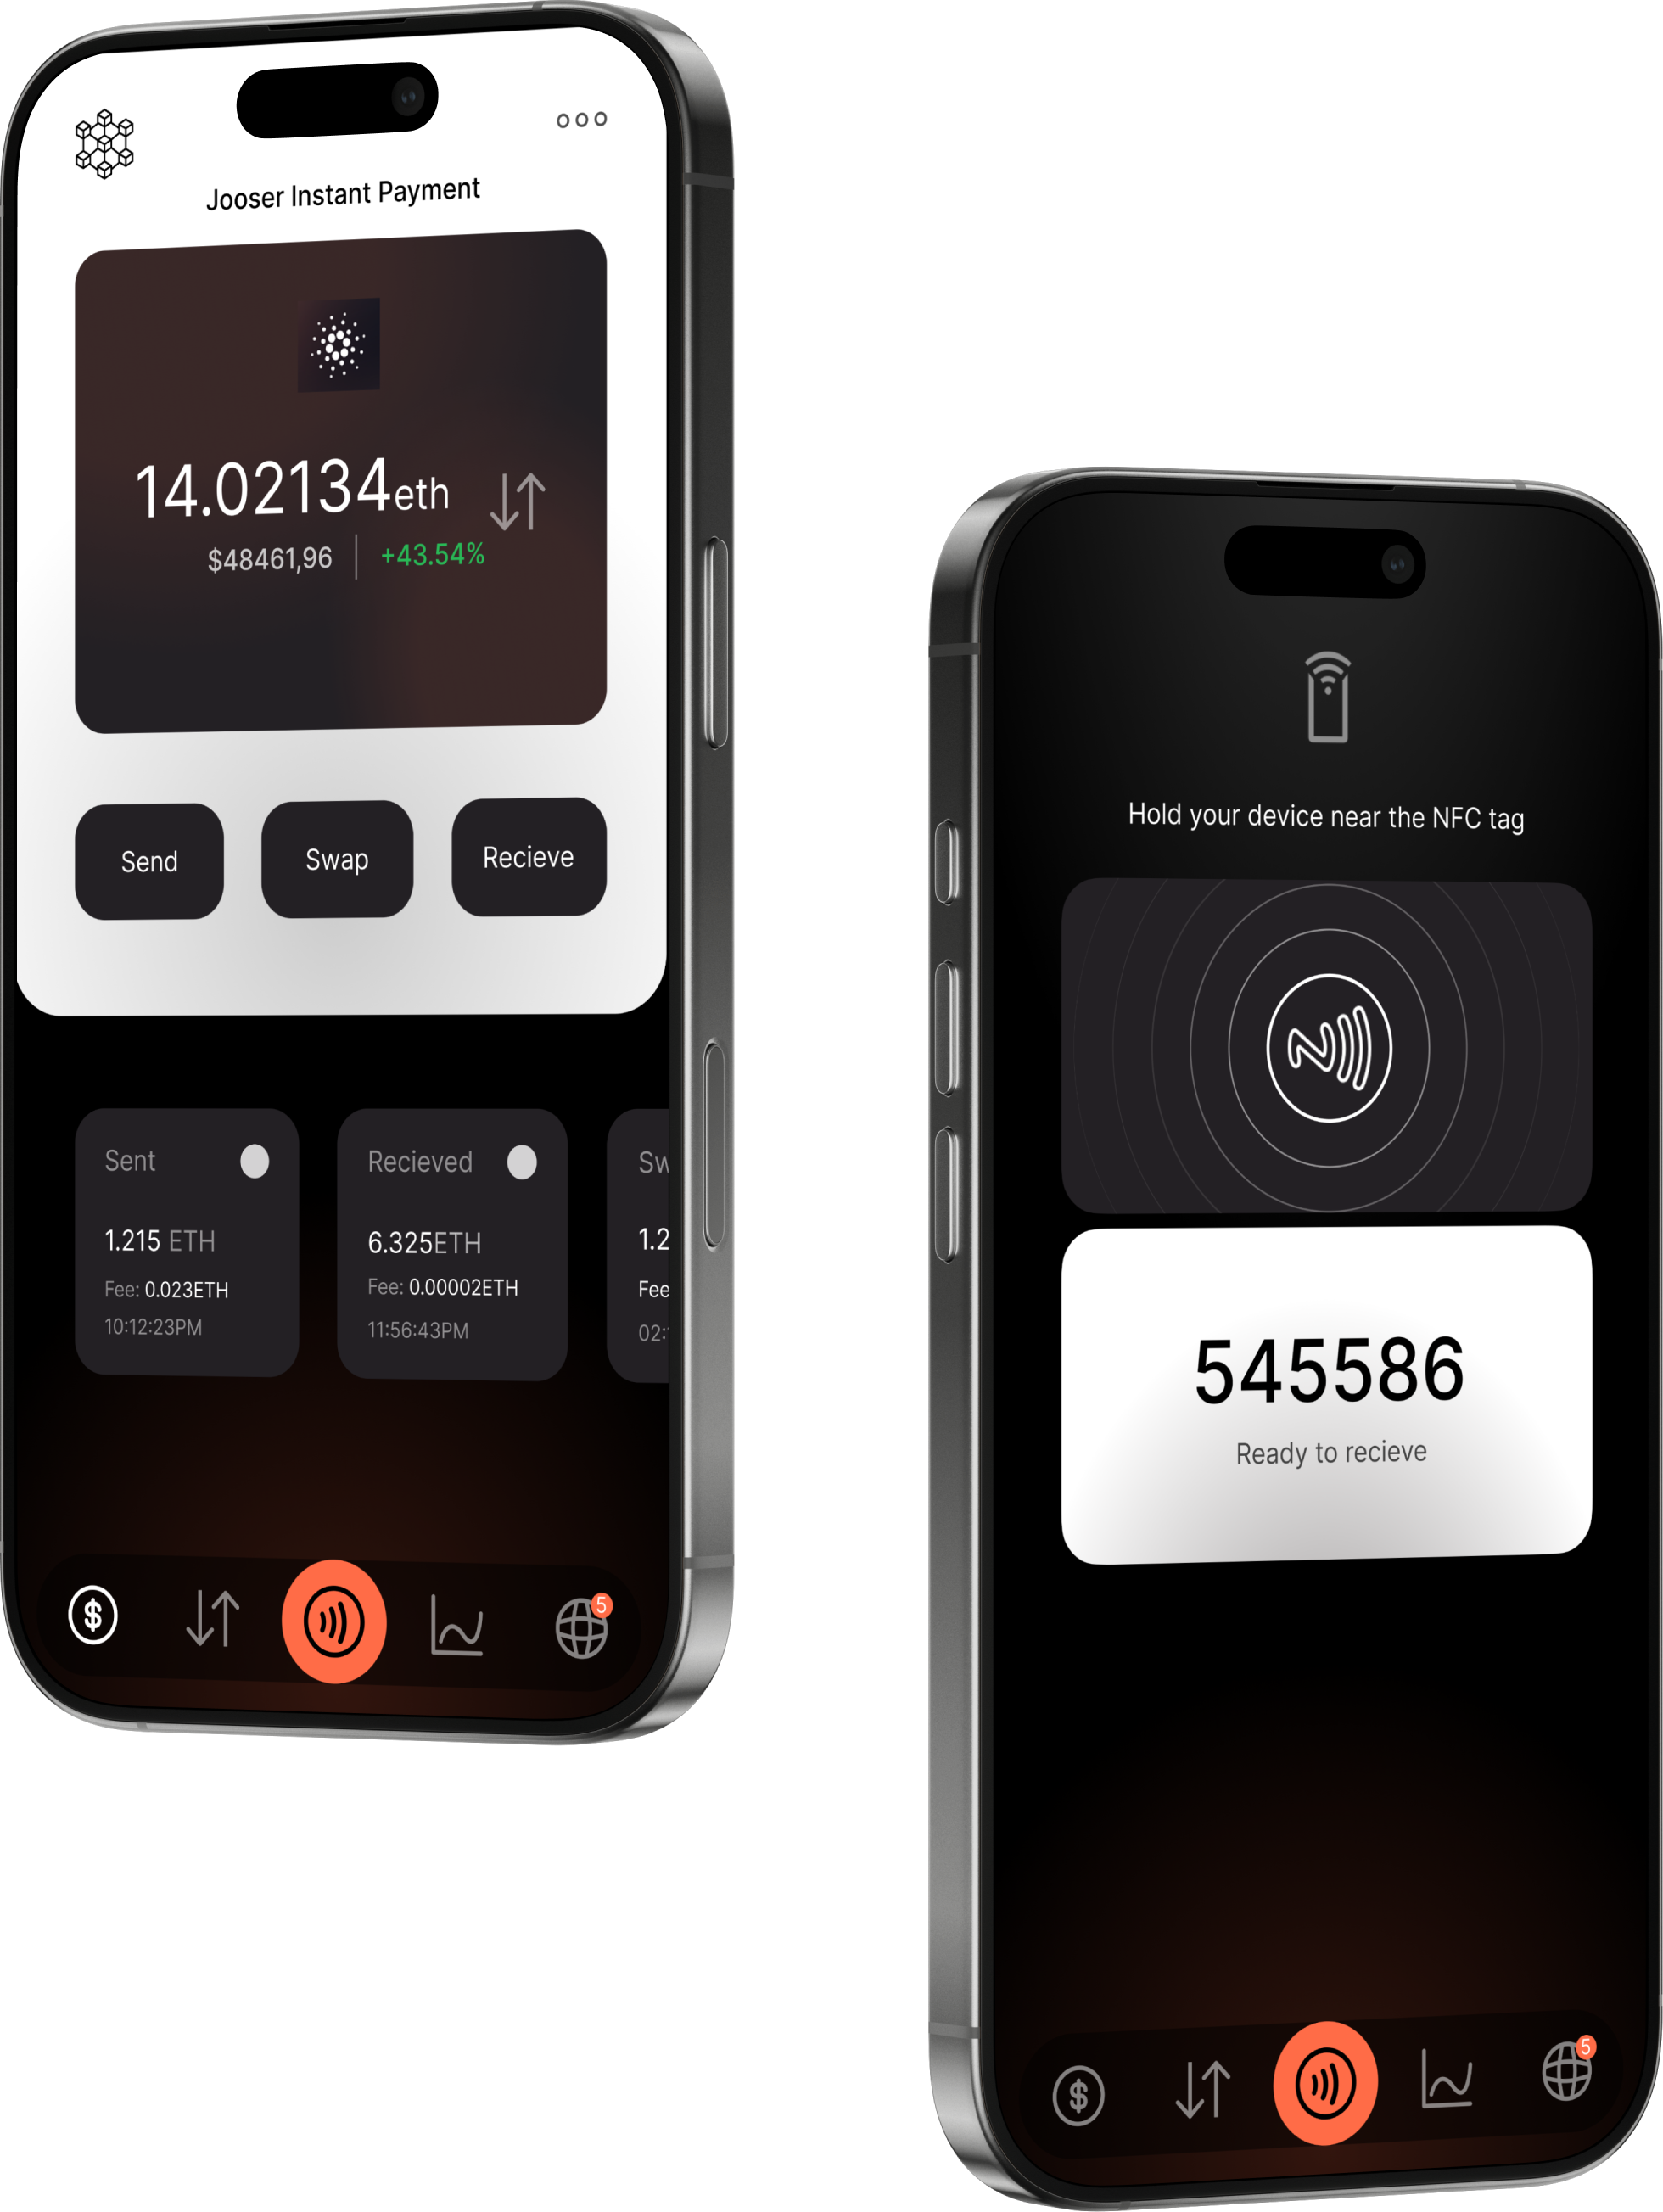 Jooser Instant Payment
14.02134eth
$48461,96
+43.54%
Send
Swap
Recieve
Sent
1.215 ETH
Fee: 0.023ETH
10:12:23PM
Recieved
6.325ETH
Fee: 0.00002ETH
11:56:43PM
Sw
1.2
Fee
02:
$
5
Hold your device near the NFC tag
545586
Ready to recieve
$
5